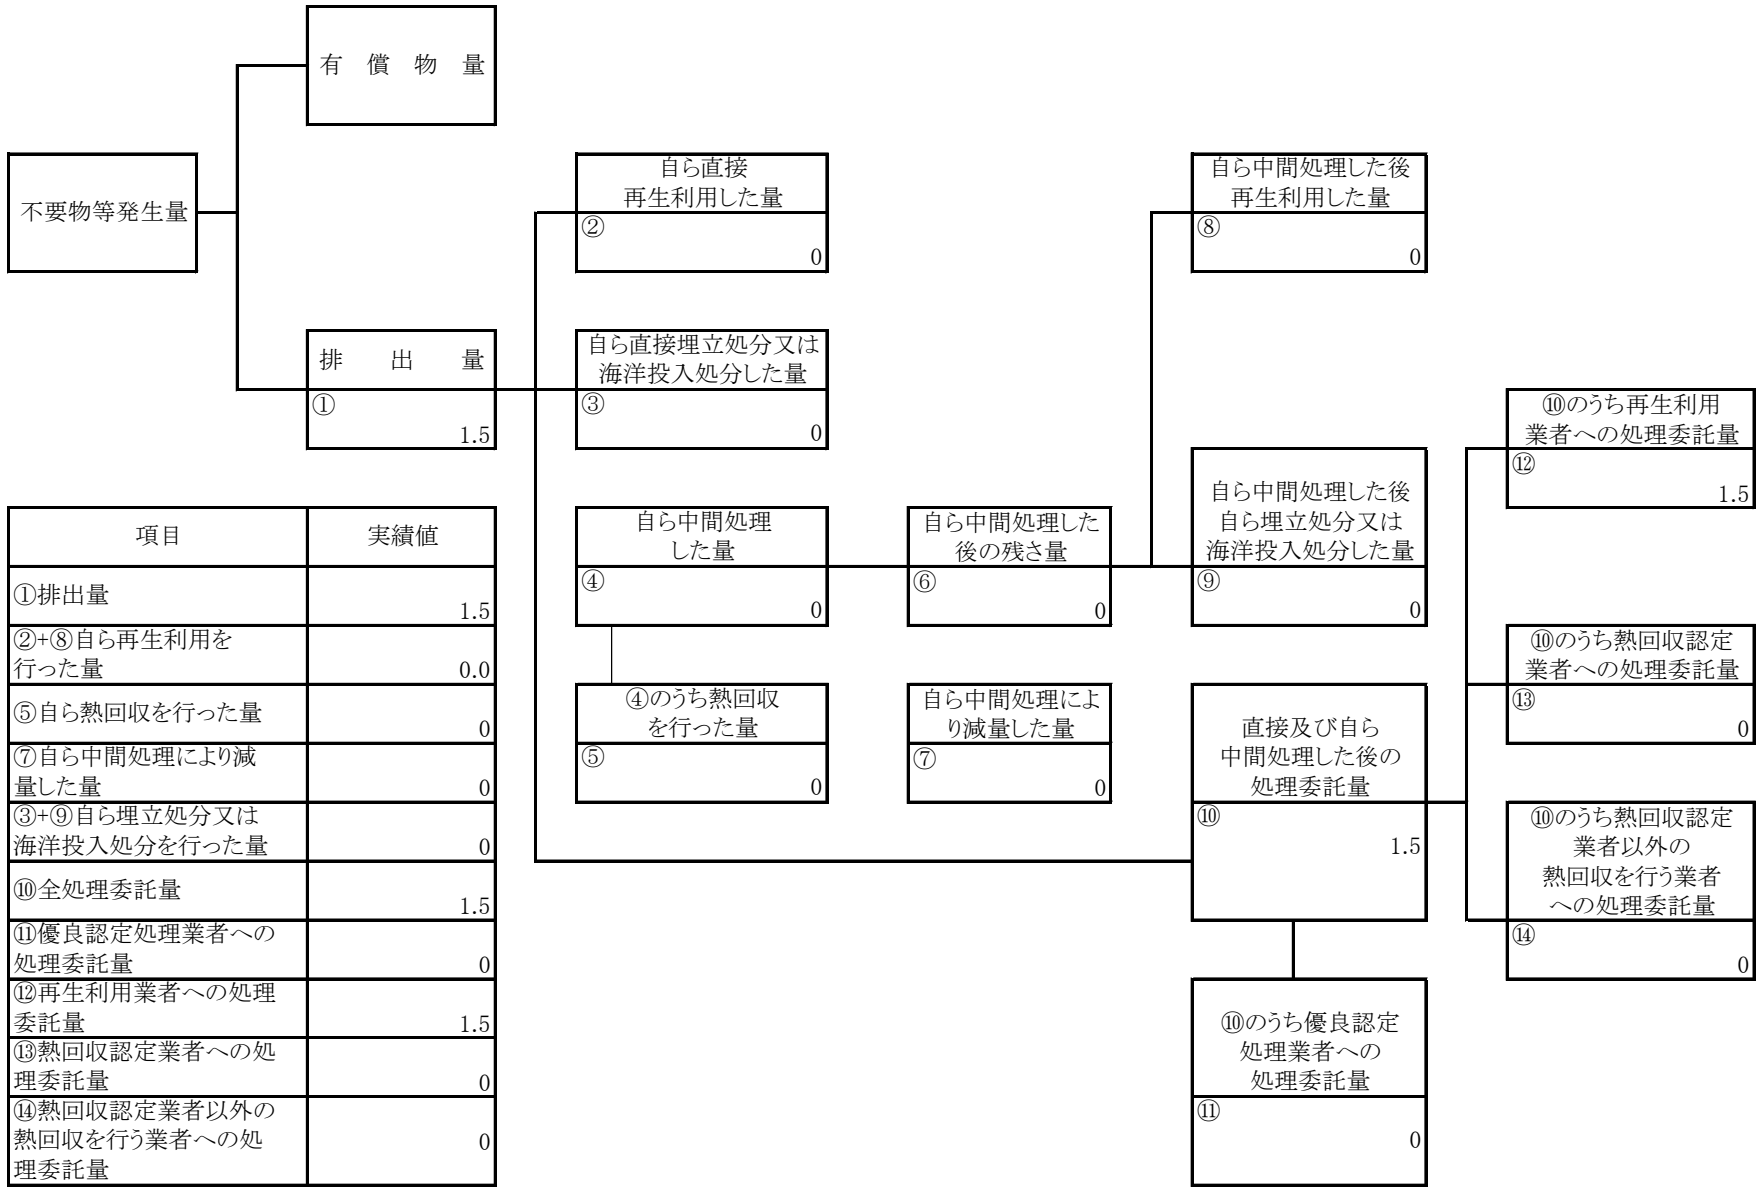 有　償　物　量
不要物等発生量
排　　出　　量
①
1.5
自ら直接
再生利用した量
②
0
自ら直接埋立処分又は
海洋投入処分した量
③
0
自ら中間処理
した量
④
0
④のうち熱回収
を行った量
⑤
0
自ら中間処理した
後の残さ量
⑥
0
自ら中間処理によ
り減量した量
⑦
0
自ら中間処理した後
再生利用した量
⑧
0
自ら中間処理した後
自ら埋立処分又は
海洋投入処分した量
⑨
0
直接及び自ら
中間処理した後の
処理委託量
⑩
1.5
⑩のうち優良認定
処理業者への
処理委託量
⑪
0
⑩のうち再生利用
業者への処理委託量
⑫
1.5
⑩のうち熱回収認定
業者への処理委託量
⑬
0
⑩のうち熱回収認定
業者以外の
熱回収を行う業者
への処理委託量
⑭
0
項目 実績値
①排出量
1.5
②+⑧自ら再生利用を
行った量 0.0
⑤自ら熱回収を行った量
0
⑦自ら中間処理により減
量した量 0
③+⑨自ら埋立処分又は
海洋投入処分を行った量 0
⑩全処理委託量
1.5
⑪優良認定処理業者への
処理委託量 0
⑫再生利用業者への処理
委託量 1.5
⑬熱回収認定業者への処
理委託量 0
⑭熱回収認定業者以外の
熱回収を行う業者への処 0
理委託量